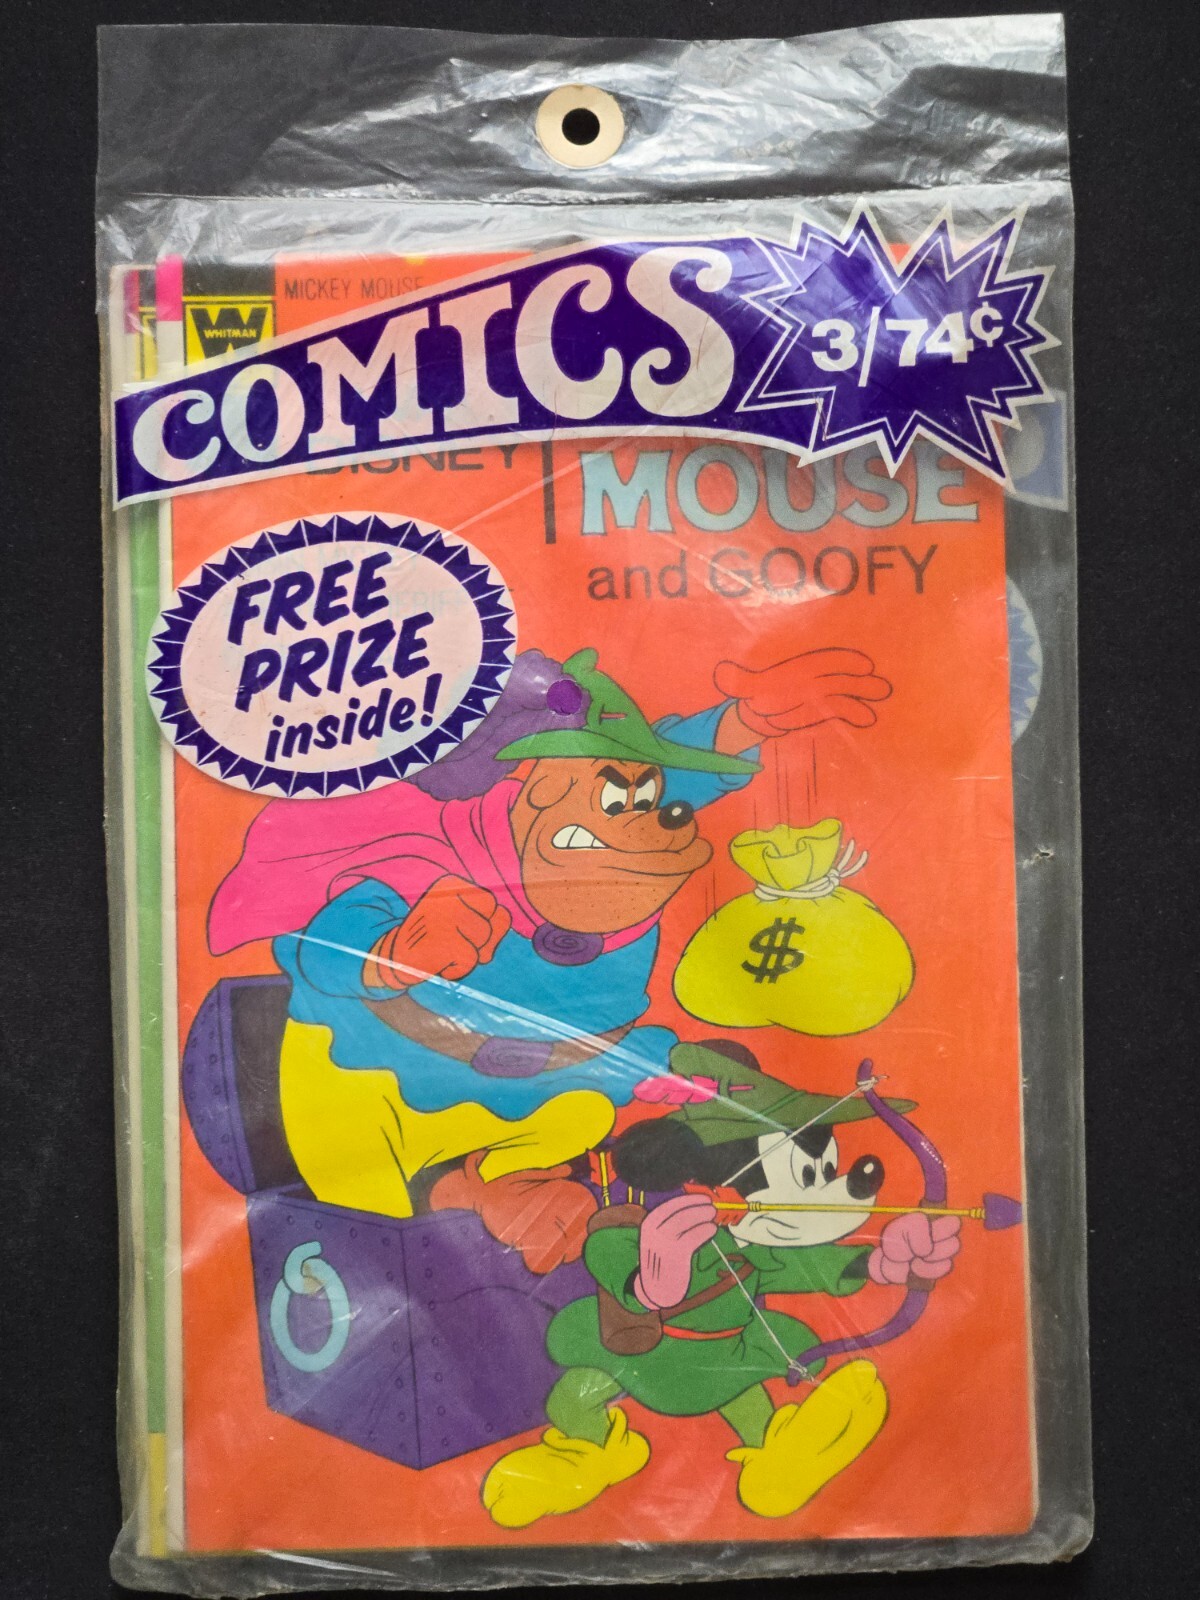 MICKEY MOUSE
WHITMAN
COMICS
3/74¢
DISNEY
MOUSE
and GOOFY
FREE
PRIZE
inside!
$